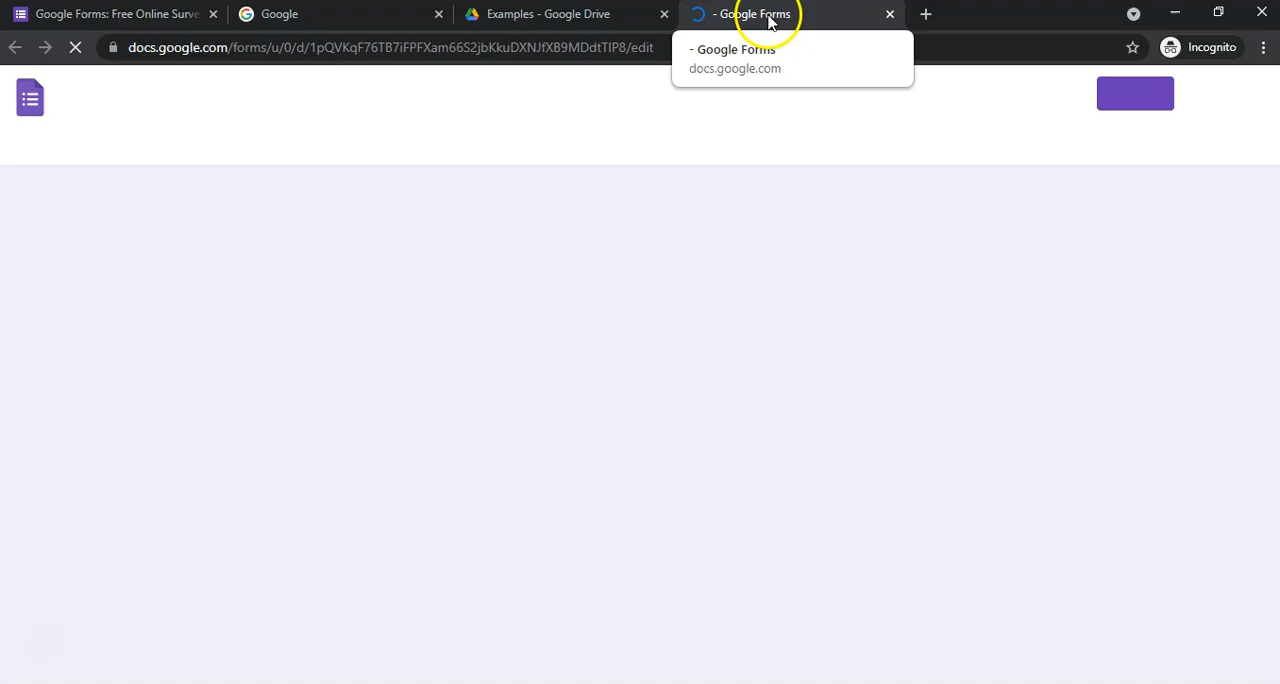 Google Forms: Free Online Surve
Google
Examples - Google Drive
- Google Forms
docs.google.com/forms/u/0/d/1pQVKqF76TB7iFPFXam66S2jbKkuDXNJfXB9MDdtTIP8/edit
Incognito
- Google Forms
docs.google.com